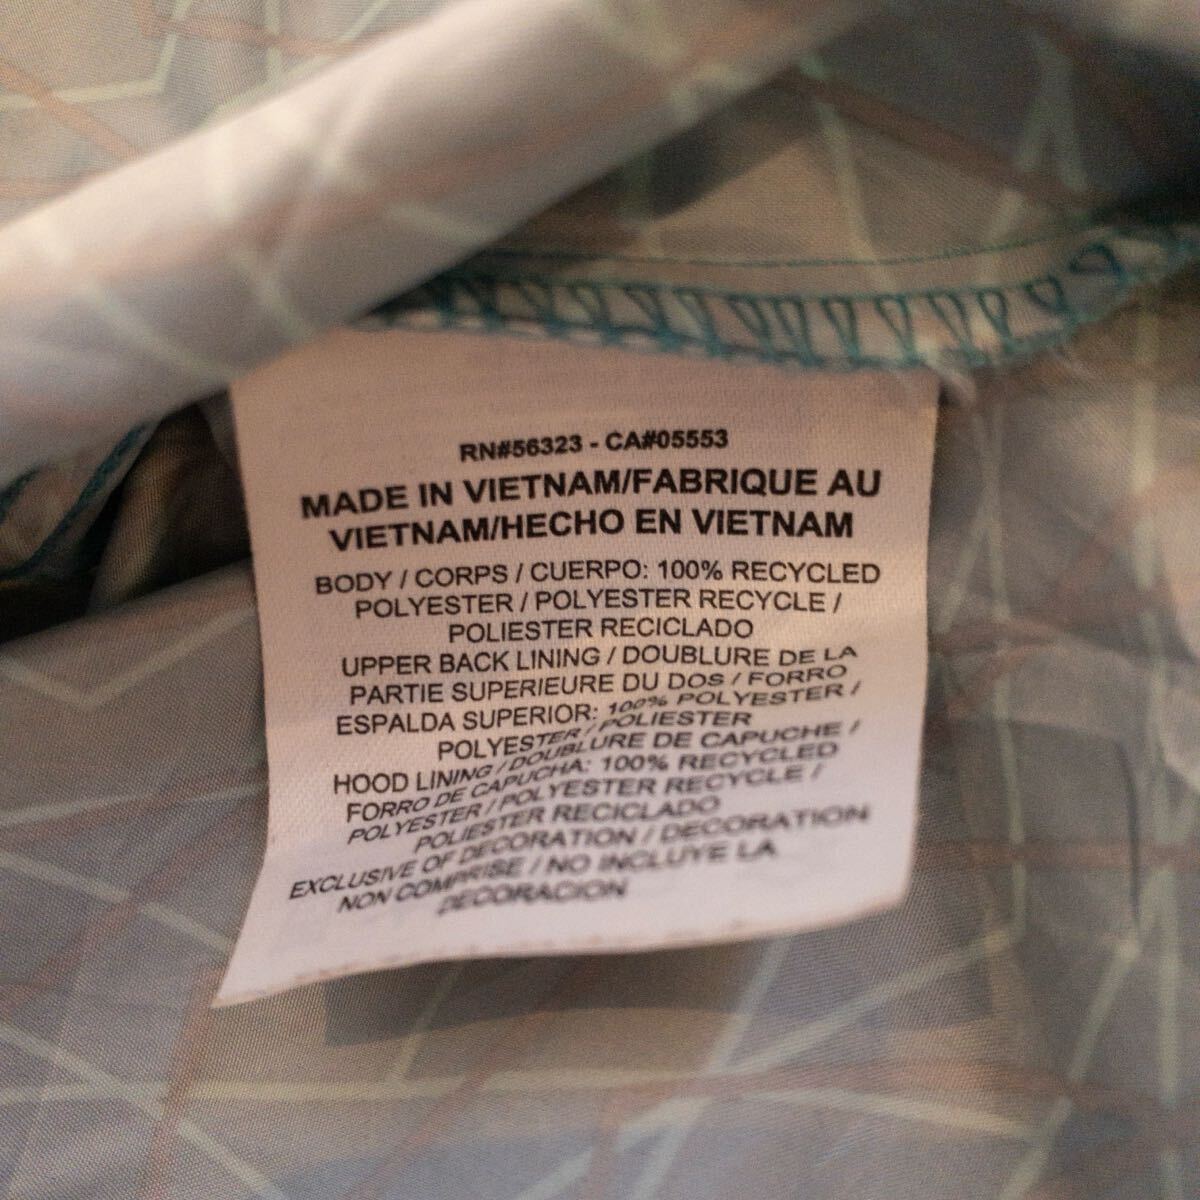 RN#56323 - CA#05553
MADE IN VIETNAM/FABRIQUE AU
VIETNAM/HECHO EN VIETNAM
BODY / CORPS / CUERPO: 100% RECYCLED
POLYESTER / POLYESTER RECYCLE /
POLIESTER RECICLADO
UPPER BACK LINING / DOUBLURE DE LA
PARTIE SUPERIEURE DU DOS / FORRO
ESPALDA SUPERIOR: 100% POLYESTER /
POLYESTER / POLIESTER
HOOD LINING / DOUBLURE DE CAPUCHE /
FORRO DE CAPUCHA: 100% RECYCLED
POLYESTER / POLYESTER RECYCLE /
POLIESTER RECICLADO
EXCLUSIVE OF DECORATION / DECORATION
NON COMPRISE / NO INCLUYE LA
DECORACION